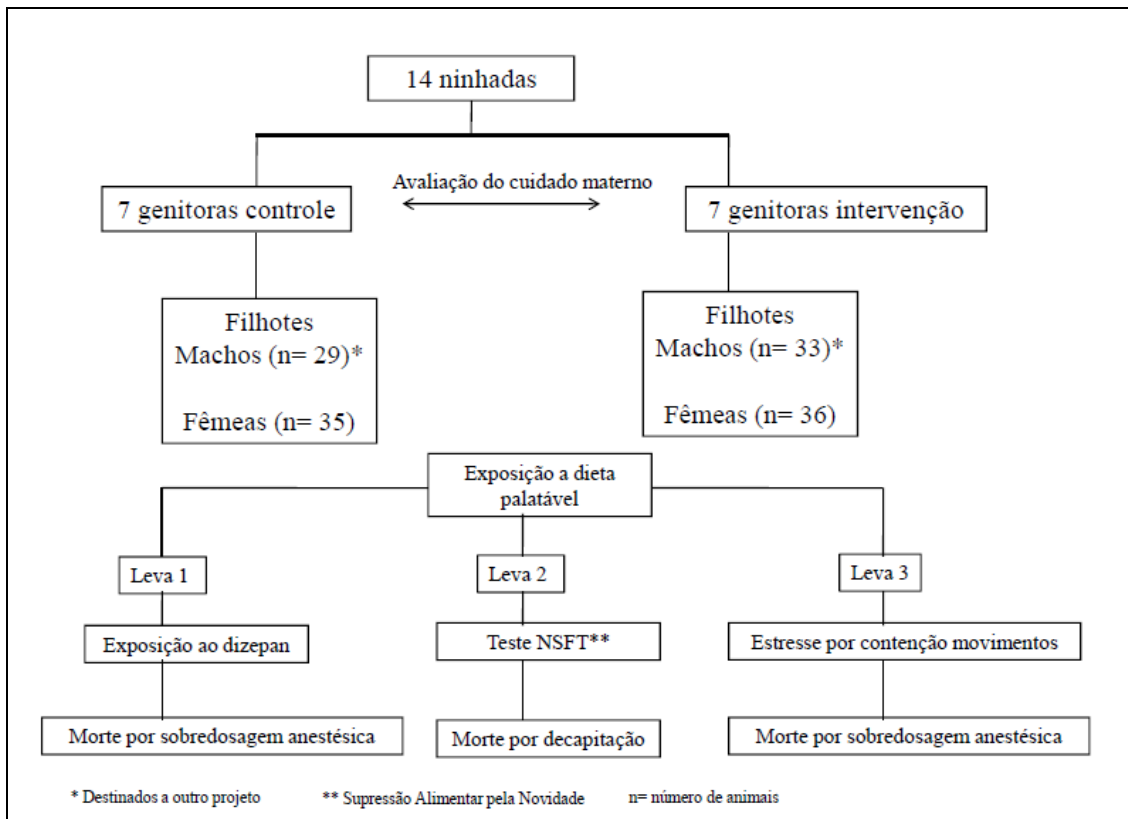 14 ninhadas
Avaliação do cuidado materno
7 genitoras controle
7 genitoras intervenção
Filhotes
Machos (n= 29)*
Fêmeas (n= 35)
Filhotes
Machos (n= 33)*
Fêmeas (n= 36)
Exposição a dieta
palatável
Leva 1
Leva 2
Leva 3
Exposição ao dizepan
Teste NSFT**
Estresse por contenção movimentos
Morte por sobredosagem anestésica
Morte por decapitação
Morte por sobredosagem anestésica
* Destinados a outro projeto
** Supressão Alimentar pela Novidade
n= número de animais